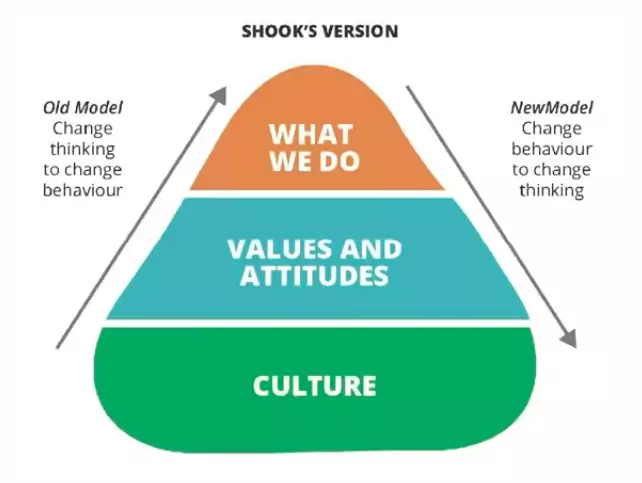 SHOOK'S VERSION
Old Model
Change
thinking
to change
behaviour
NewModel
Change
behaviour
to change
thinking
WHAT
WE DO
VALUES AND
ATTITUDES
CULTURE